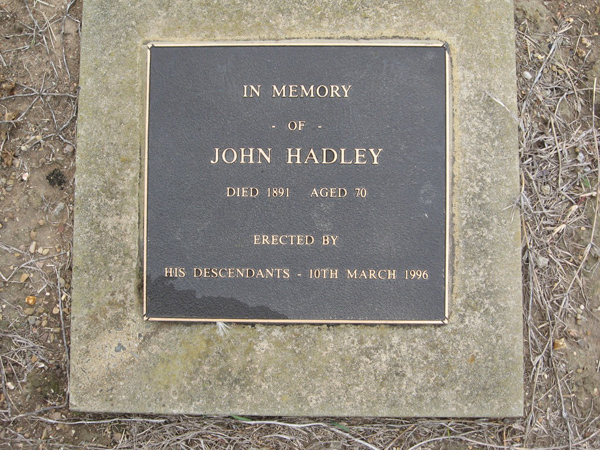 IN MEMORY
- OF -
JOHN HADLEY
DIED 1891 AGED 70
ERECTED BY
HIS DESCENDANTS - 10TH MARCH 1996